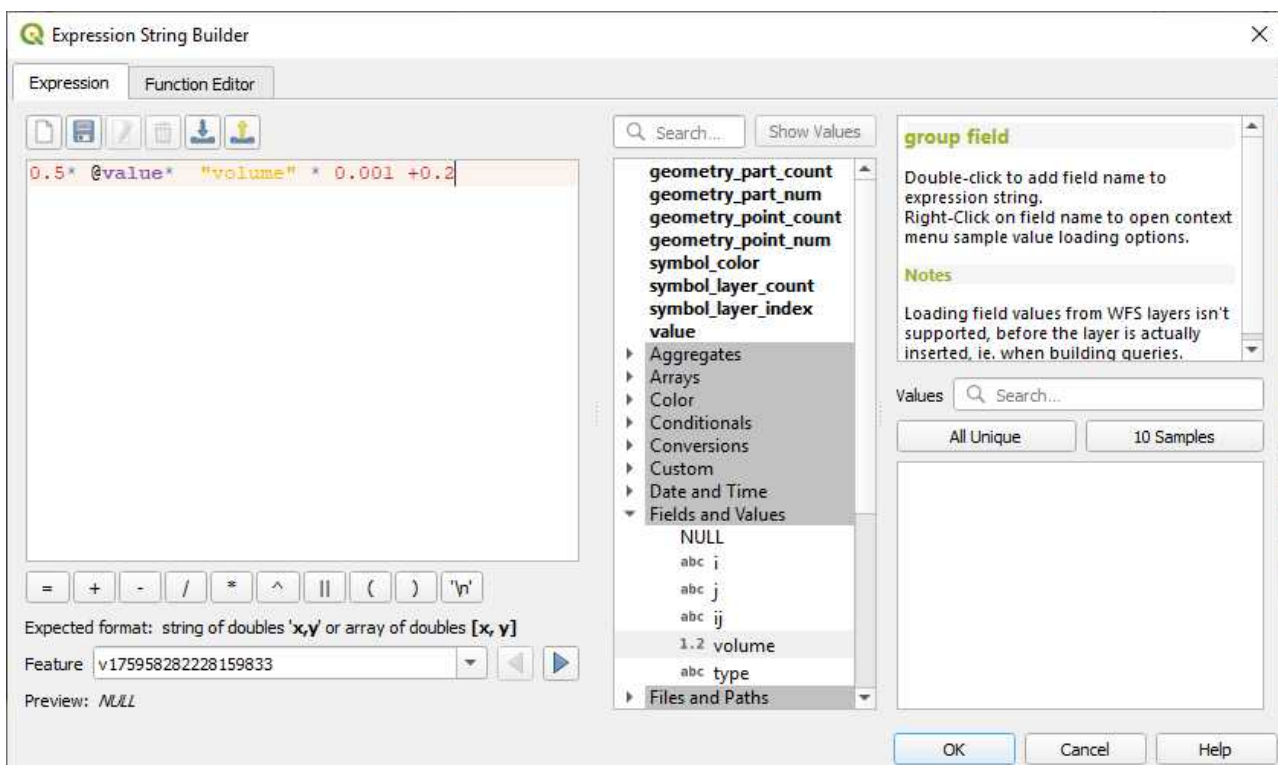 Expression String Builder
Expression
Function Editor
0.5* @value* "volume" * 0.001 +0.2
= + - / * ^ || ( ) '\n'
Expected format: string of doubles 'x,y' or array of doubles [x, y]
Feature v175958282228159833
Preview: NULL
Search...
Show Values
geometry_part_count
geometry_part_num
geometry_point_count
geometry_point_num
symbol_color
symbol_layer_count
symbol_layer_index
value
Aggregates
Arrays
Color
Conditionals
Conversions
Custom
Date and Time
Fields and Values
NULL
abc i
abc j
abc ij
1.2 volume
abc type
Files and Paths
group field
Double-click to add field name to
expression string.
Right-Click on field name to open context
menu sample value loading options.
Notes
Loading field values from WFS layers isn't
supported, before the layer is actually
inserted, ie. when building queries.
Values Search...
All Unique
10 Samples
OK
Cancel
Help